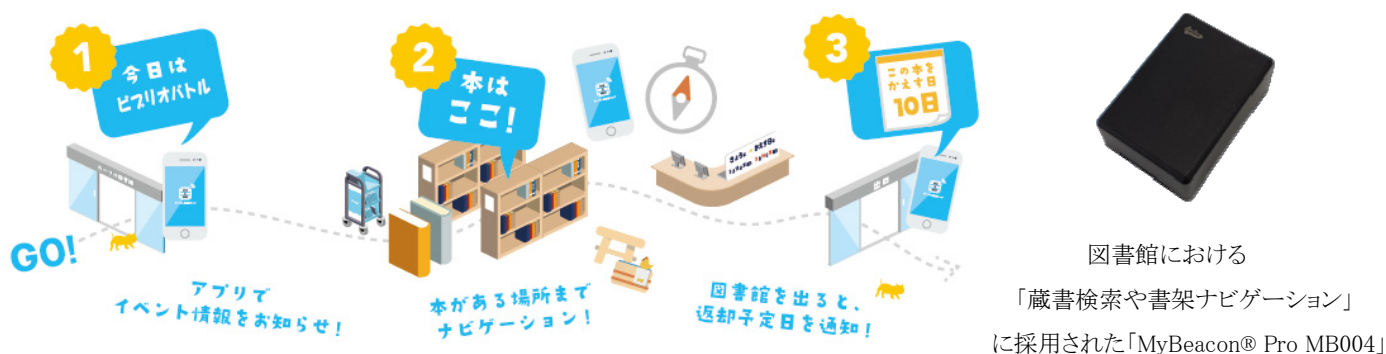 1
今日は
ビブリオバトル
GO!
アプリで
イベント情報をお知らせ!
2
本は
ここ!
本がある場所まで
ナビゲーション!
3
この本を
かえす日
10日
出口
図書館を出ると、
返却予定日を通知!
図書館における
「蔵書検索や書架ナビゲーション」
に採用された「MyBeacon® Pro MB004」